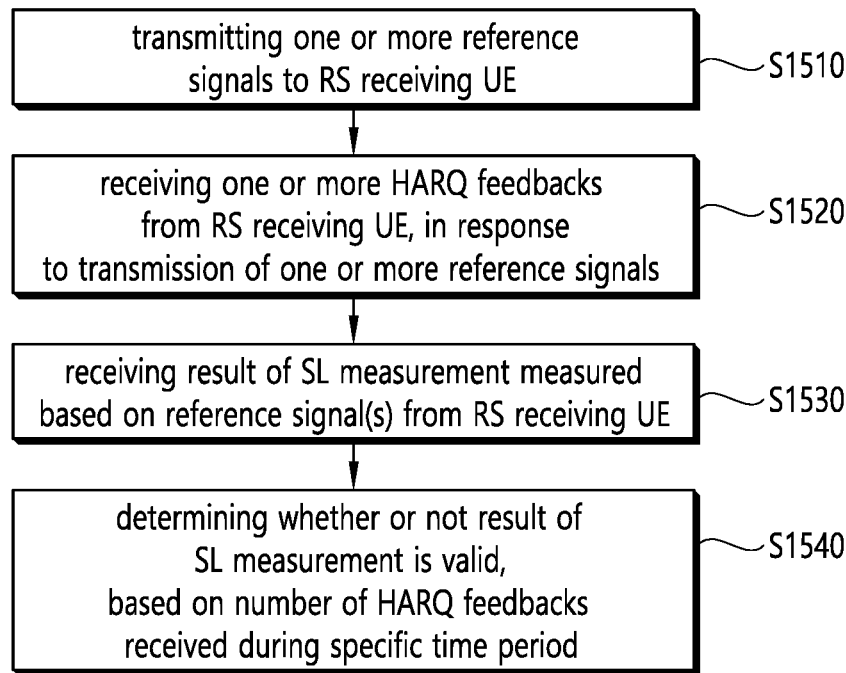 transmitting one or more reference
signals to RS receiving UE
S1510
receiving one or more HARQ feedbacks
from RS receiving UE, in response
to transmission of one or more reference signals
S1520
receiving result of SL measurement measured
based on reference signal(s) from RS receiving UE
S1530
determining whether or not result of
SL measurement is valid,
based on number of HARQ feedbacks
received during specific time period
S1540